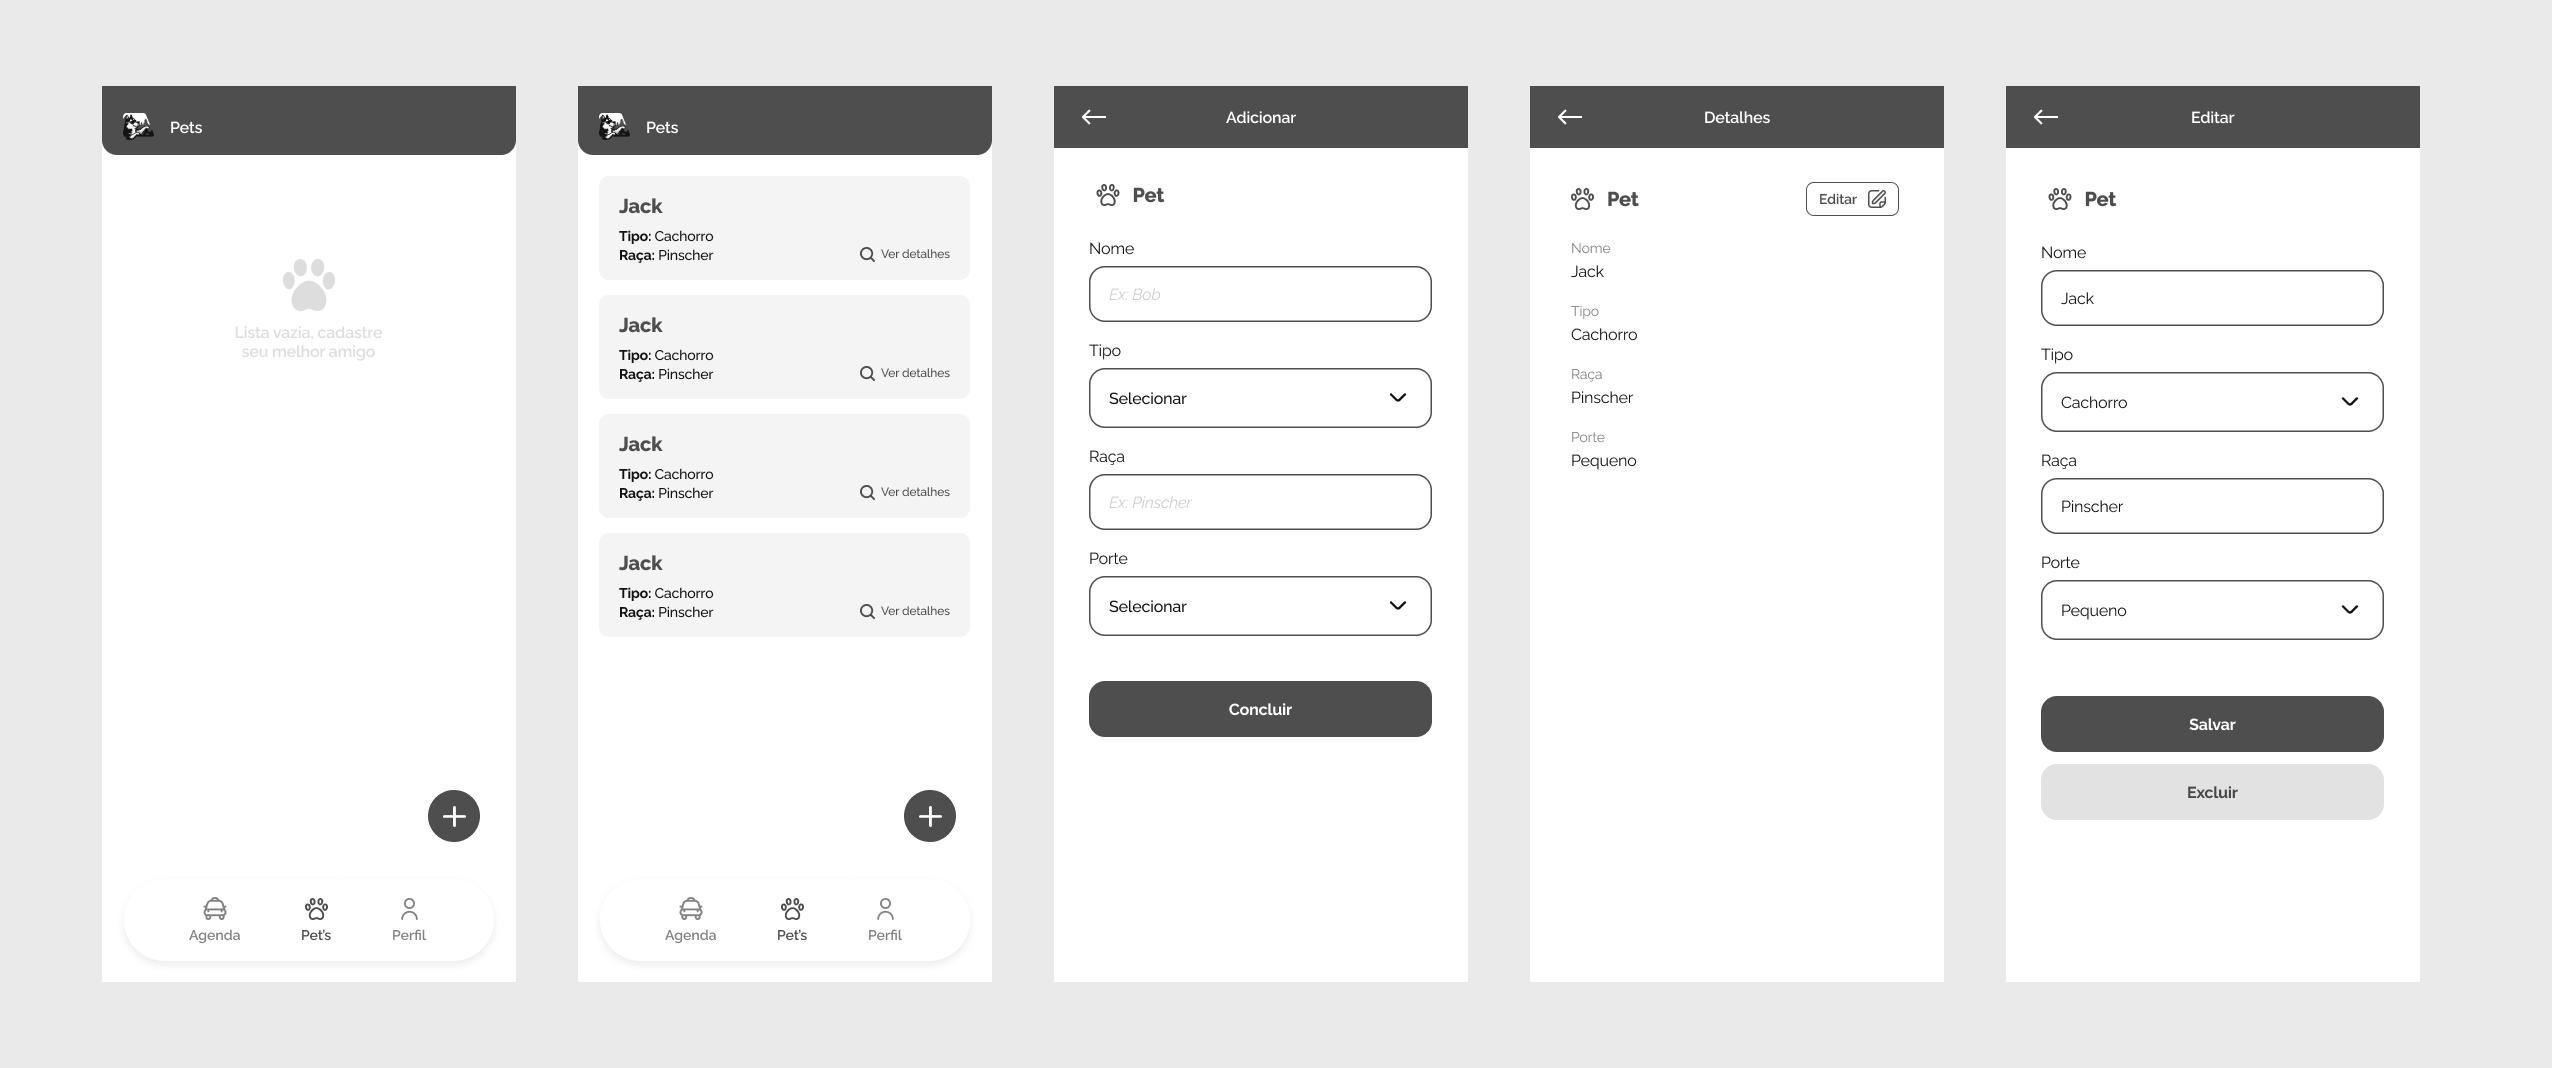 Pets
Lista vazia, cadastre
seu melhor amigo
Agenda
Pet's
Perfil
Pets
Jack
Tipo: Cachorro
Raça: Pinscher
Ver detalhes
Jack
Tipo: Cachorro
Raça: Pinscher
Ver detalhes
Jack
Tipo: Cachorro
Raça: Pinscher
Ver detalhes
Jack
Tipo: Cachorro
Raça: Pinscher
Ver detalhes
Agenda
Pet's
Perfil
Adicionar
Pet
Nome
Ex: Bob
Tipo
Selecionar
Raça
Ex: Pinscher
Porte
Selecionar
Concluir
Detalhes
Pet
Editar
Nome
Jack
Tipo
Cachorro
Raça
Pinscher
Porte
Pequeno
Editar
Pet
Nome
Jack
Tipo
Cachorro
Raça
Pinscher
Porte
Pequeno
Salvar
Excluir